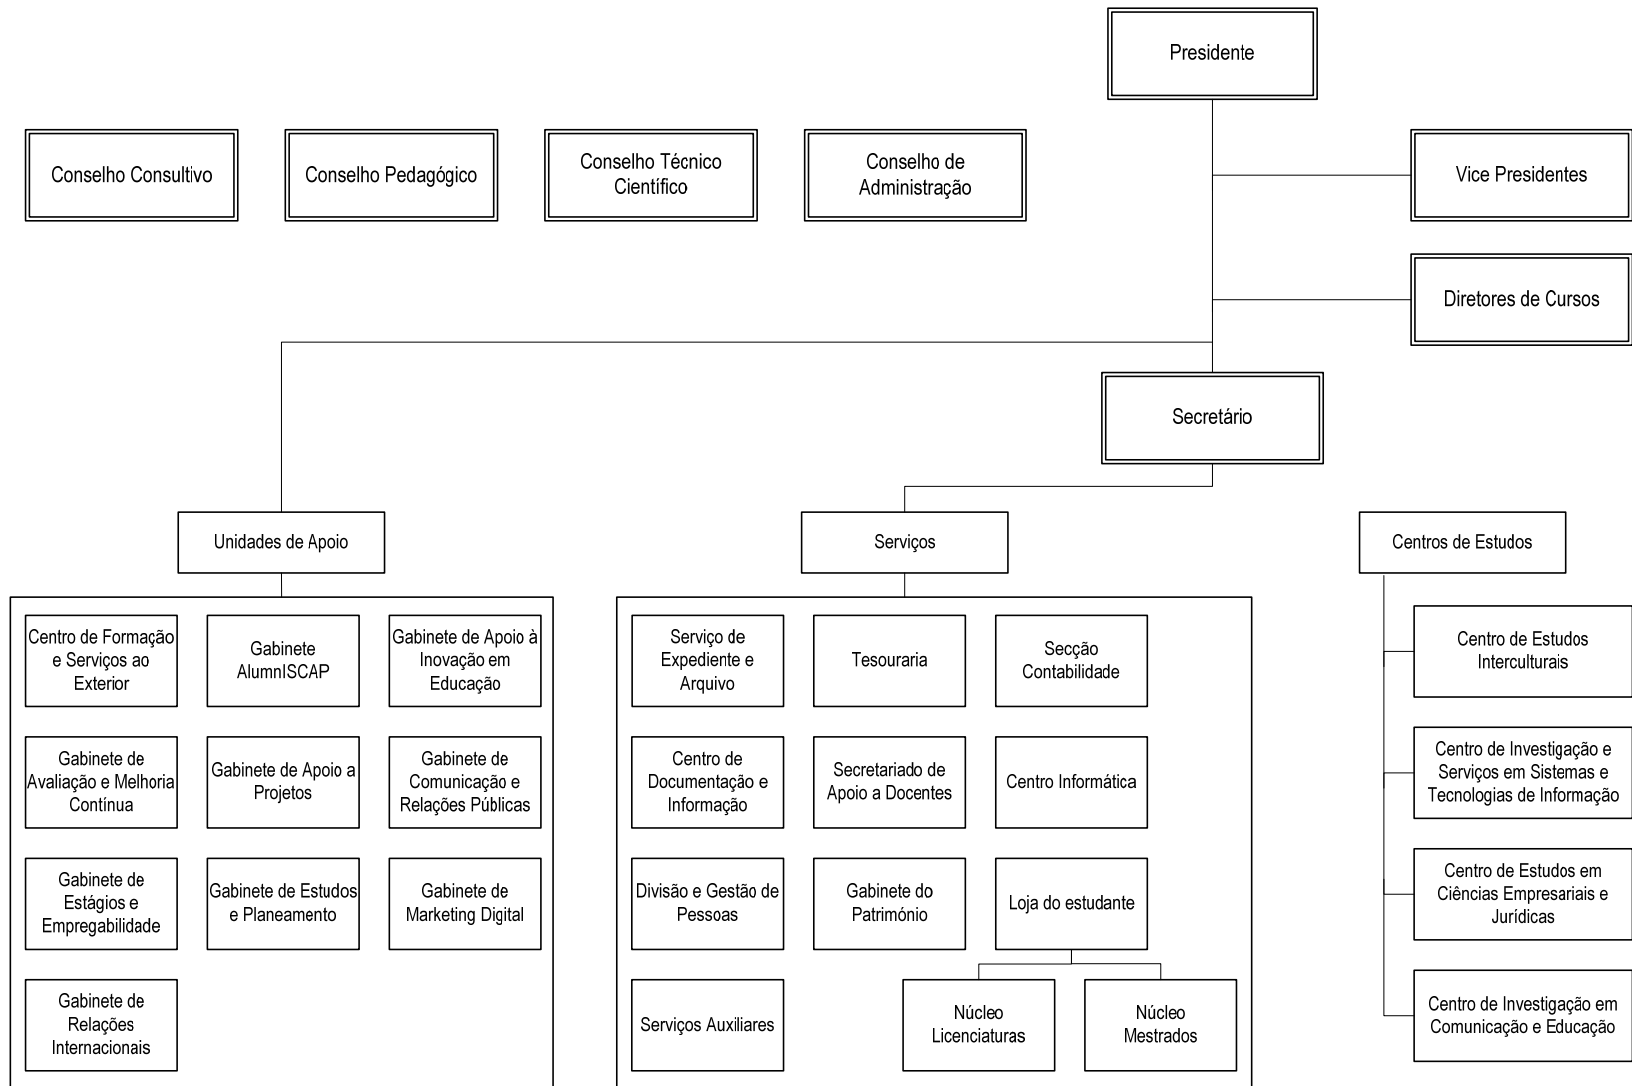 Presidente
Conselho Consultivo
Conselho Pedagógico
Conselho Técnico
Científico
Conselho de
Administração
Vice Presidentes
Diretores de Cursos
Secretário
Unidades de Apoio
Serviços
Centros de Estudos
Centro de Formação
e Serviços ao
Exterior
Gabinete
AlumnISCAP
Gabinete de Apoio à
Inovação em
Educação
Gabinete de
Avaliação e Melhoria
Contínua
Gabinete de Apoio a
Projetos
Gabinete de
Comunicação e
Relações Públicas
Gabinete de
Estágios e
Empregabilidade
Gabinete de Estudos
e Planeamento
Gabinete de
Marketing Digital
Gabinete de
Relações
Internacionais
Serviço de
Expediente e
Arquivo
Tesouraria
Secção
Contabilidade
Centro de
Documentação e
Informação
Secretariado de
Apoio a Docentes
Centro Informática
Divisão e Gestão de
Pessoas
Gabinete do
Património
Loja do estudante
Serviços Auxiliares
Núcleo
Licenciaturas
Núcleo
Mestrados
Centro de Estudos
Interculturais
Centro de Investigação e
Serviços em Sistemas e
Tecnologias de Informação
Centro de Estudos em
Ciências Empresariais e
Jurídicas
Centro de Investigação em
Comunicação e Educação